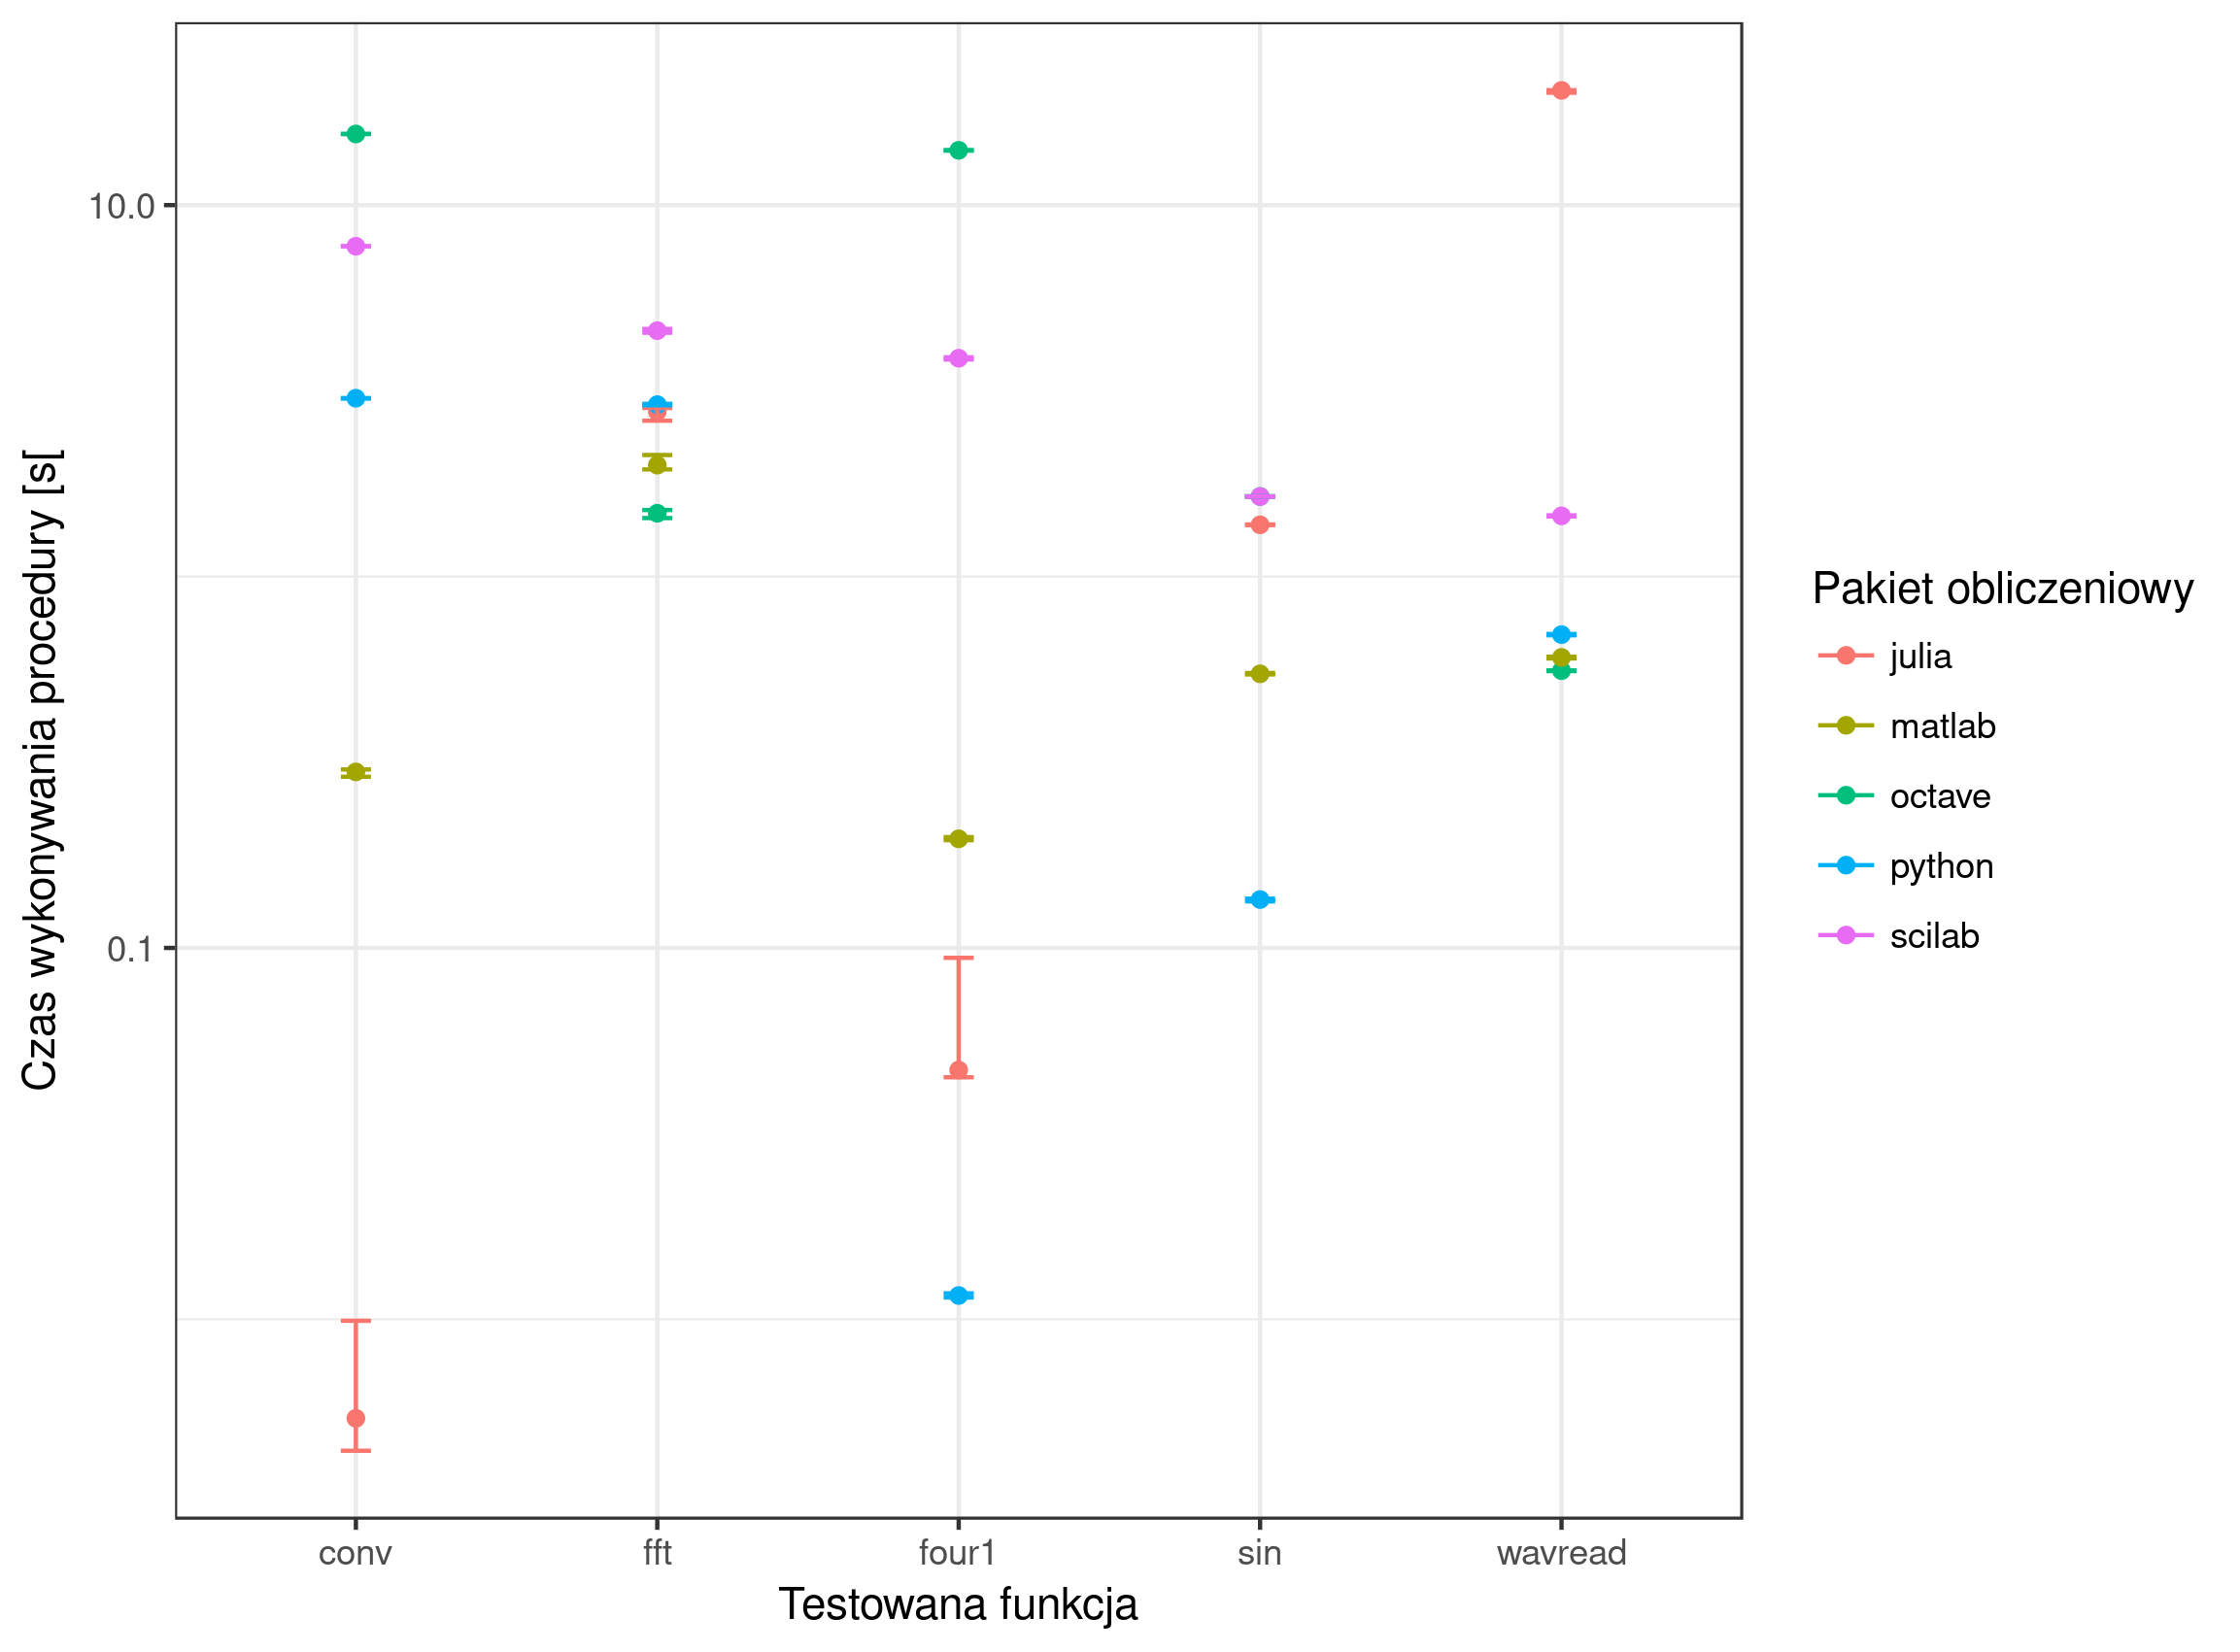 Czas wykonywania procedury [s[
10.0
0.1
conv
fft
four1
sin
wavread
Testowana funkcja
Pakiet obliczeniowy
julia
matlab
octave
python
scilab